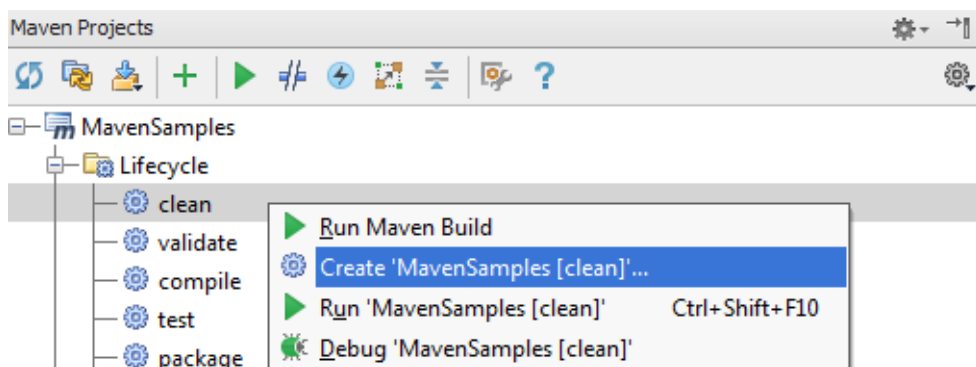 Maven Projects
MavenSamples
Lifecycle
clean
validate
compile
test
package
Run Maven Build
Create 'MavenSamples [clean]'...
Run 'MavenSamples [clean]' Ctrl+Shift+F10
Debug 'MavenSamples [clean]'